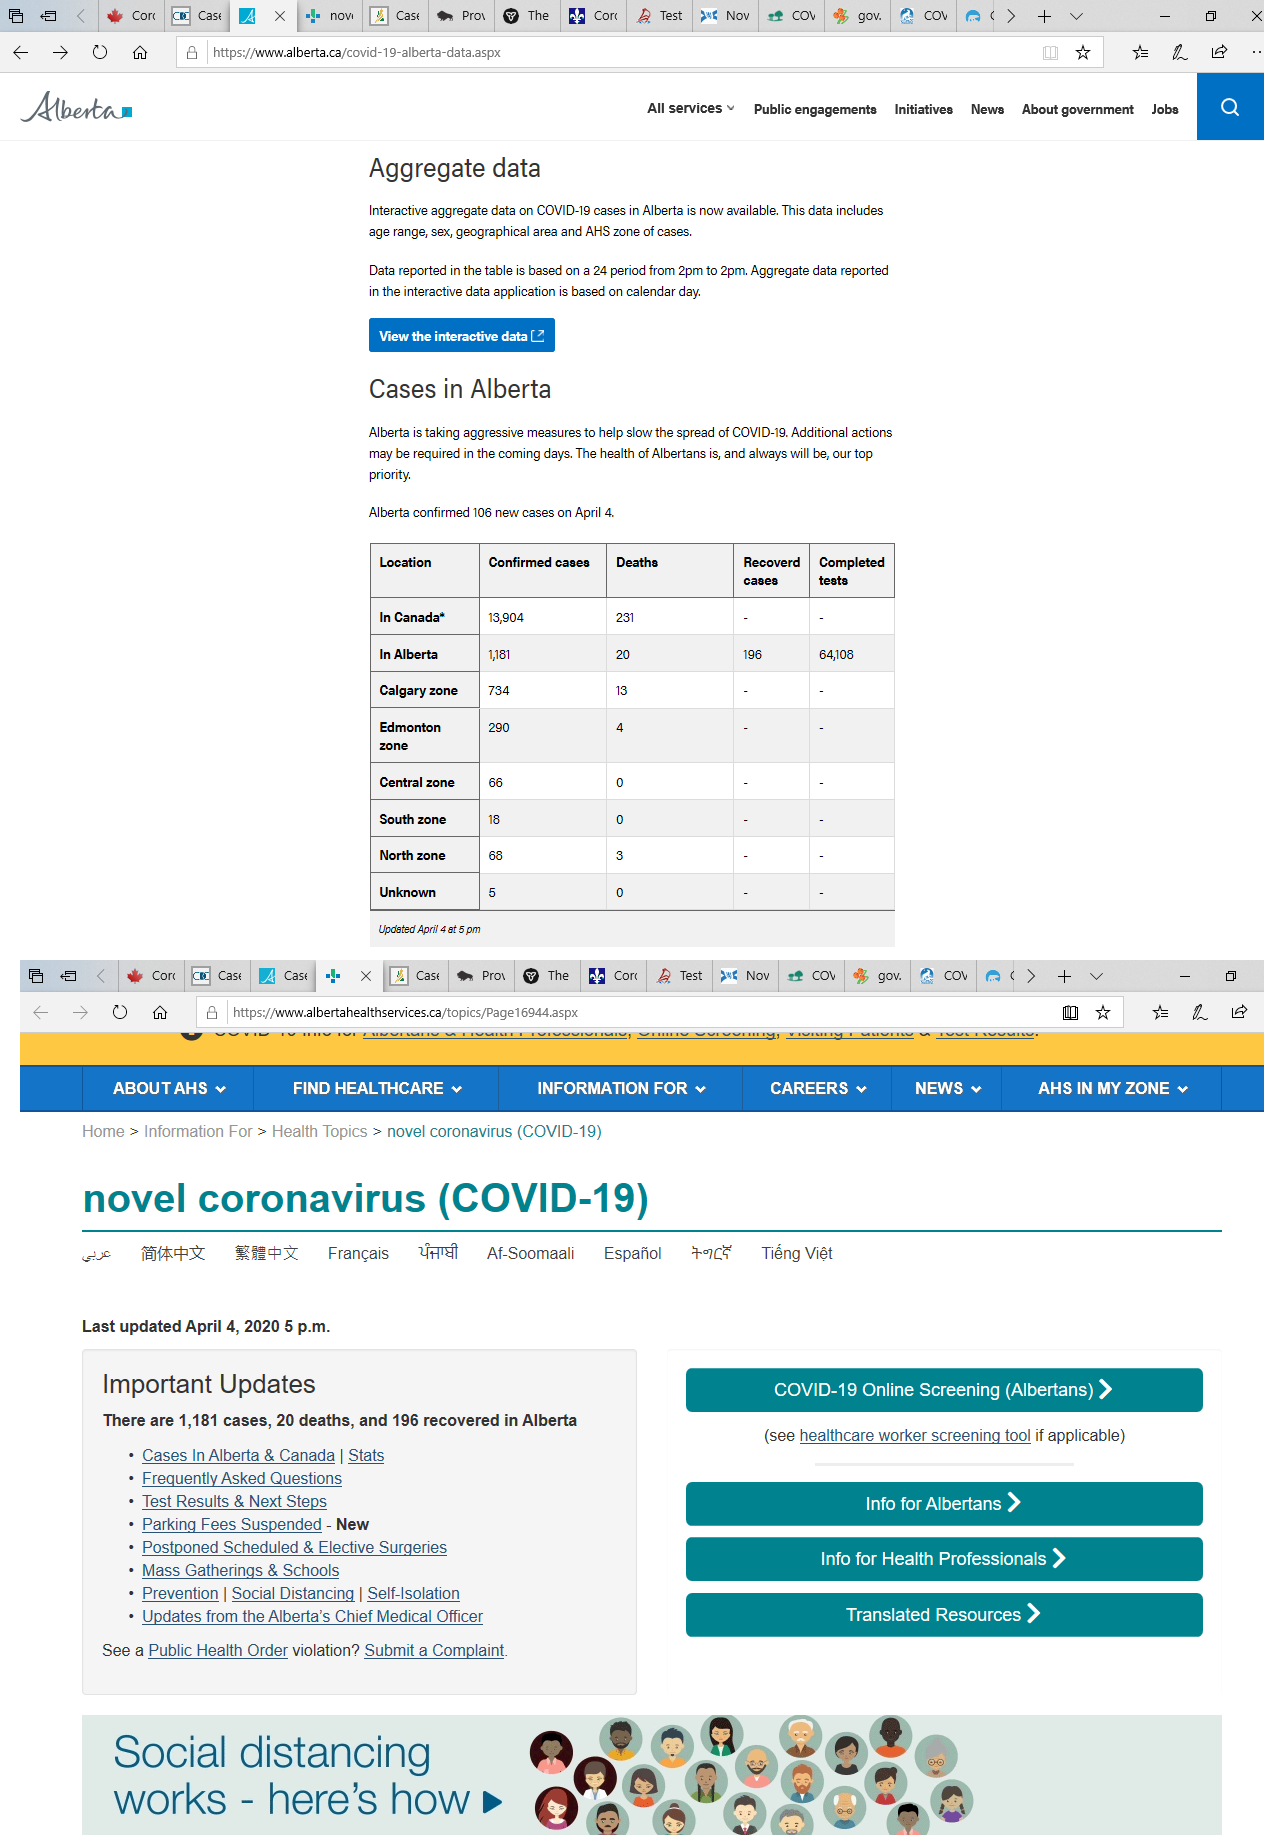 Corc
Case
nove
Case
Prov
The
Corc
Test
Nov
COV
gov.
COV
https://www.alberta.ca/covid-19-alberta-data.aspx
Alberta
All services
Public engagements
Initiatives
News
About government
Jobs
Aggregate data
Interactive aggregate data on COVID-19 cases in Alberta is now available. This data includes
age range, sex, geographical area and AHS zone of cases.
Data reported in the table is based on a 24 period from 2pm to 2pm. Aggregate data reported
in the interactive data application is based on calendar day.
View the interactive data
Cases in Alberta
Alberta is taking aggressive measures to help slow the spread of COVID-19. Additional actions
may be required in the coming days. The health of Albertans is, and always will be, our top
priority.
Alberta confirmed 106 new cases on April 4.
Location Confirmed cases Deaths Recoverd cases Completed tests
In Canada* 13,904 231 - -
In Alberta 1,181 20 196 64,108
Calgary zone 734 13 - -
Edmonton zone 290 4 - -
Central zone 66 0 - -
South zone 18 0 - -
North zone 68 3 - -
Unknown 5 0 - -
Updated April 4 at 5 pm
Corc
Case
Case
Case
Prov
The
Corc
Test
Nov
COV
gov.
COV
https://www.albertahealthservices.ca/topics/Page16944.aspx
COVID-19 Info for Albertans & Health Professionals, Online Screening, Visiting Patients & Test Results.
ABOUT AHS
FIND HEALTHCARE
INFORMATION FOR
CAREERS
NEWS
AHS IN MY ZONE
Home > Information For > Health Topics > novel coronavirus (COVID-19)
novel coronavirus (COVID-19)
عربي 简体中文 繁體中文 Français ਪੰਜਾਬੀ Af-Soomaali Español ትግርኛ Tiếng Việt
Last updated April 4, 2020 5 p.m.
Important Updates
There are 1,181 cases, 20 deaths, and 196 recovered in Alberta
• Cases In Alberta & Canada | Stats
• Frequently Asked Questions
• Test Results & Next Steps
• Parking Fees Suspended - New
• Postponed Scheduled & Elective Surgeries
• Mass Gatherings & Schools
• Prevention | Social Distancing | Self-Isolation
• Updates from the Alberta's Chief Medical Officer
See a Public Health Order violation? Submit a Complaint.
COVID-19 Online Screening (Albertans)
(see healthcare worker screening tool if applicable)
Info for Albertans
Info for Health Professionals
Translated Resources
Social distancing
works - here's how